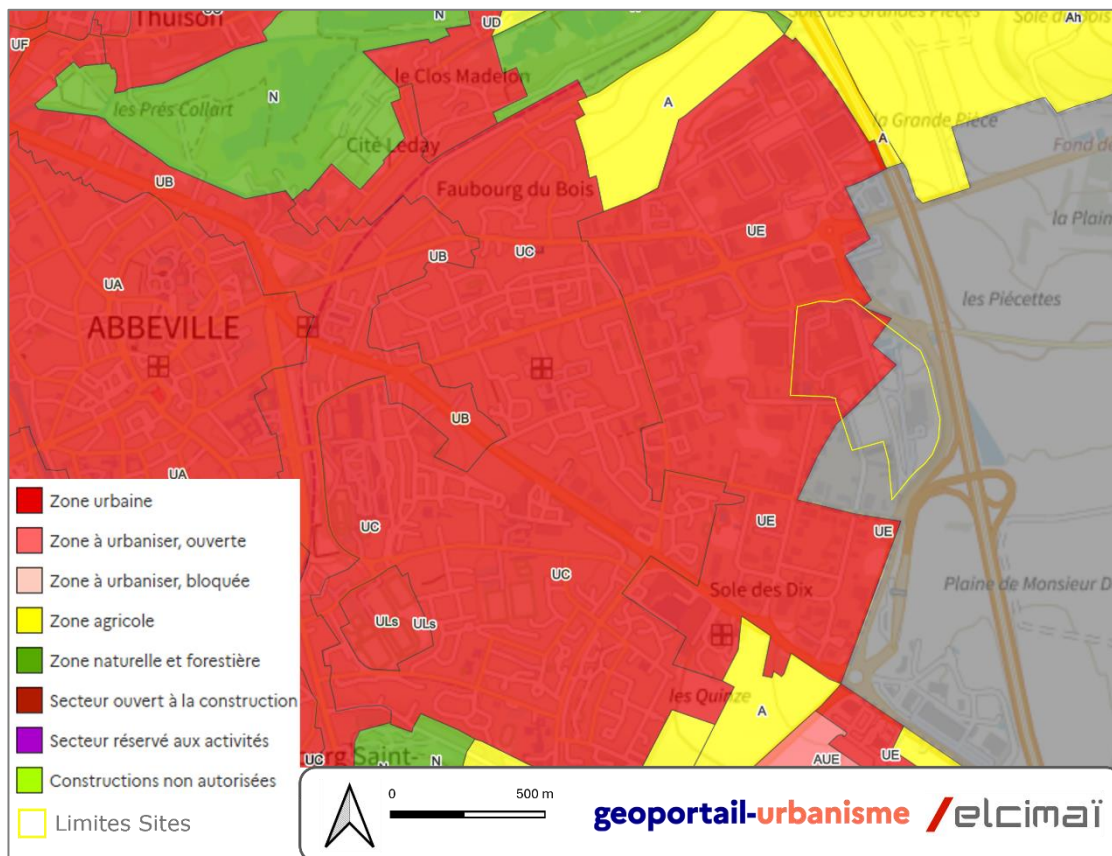 Thuison
UC
N
UD
Sole des Grandes Pièces
Sole du Bois
Ah
UF
le Clos Madelon
N
les Prés Collart
A
la Grande Pièce
A
Fond de
Cité Leday
UB
Faubourg du Bois
la Plain
UB
UC
UE
UA
les Piécettes
ABBEVILLE
UB
UA
UC
UE
UE
UC
Sole des Dix
Plaine de Monsieur D
ULs
ULs
les Quinze
A
UC
urg Saint-
N
N
AUE
UE
Zone urbaine
Zone à urbaniser, ouverte
Zone à urbaniser, bloquée
Zone agricole
Zone naturelle et forestière
Secteur ouvert à la construction
Secteur réservé aux activités
Constructions non autorisées
Limites Sites
0
500 m
geoportail-urbanisme
elcimaï